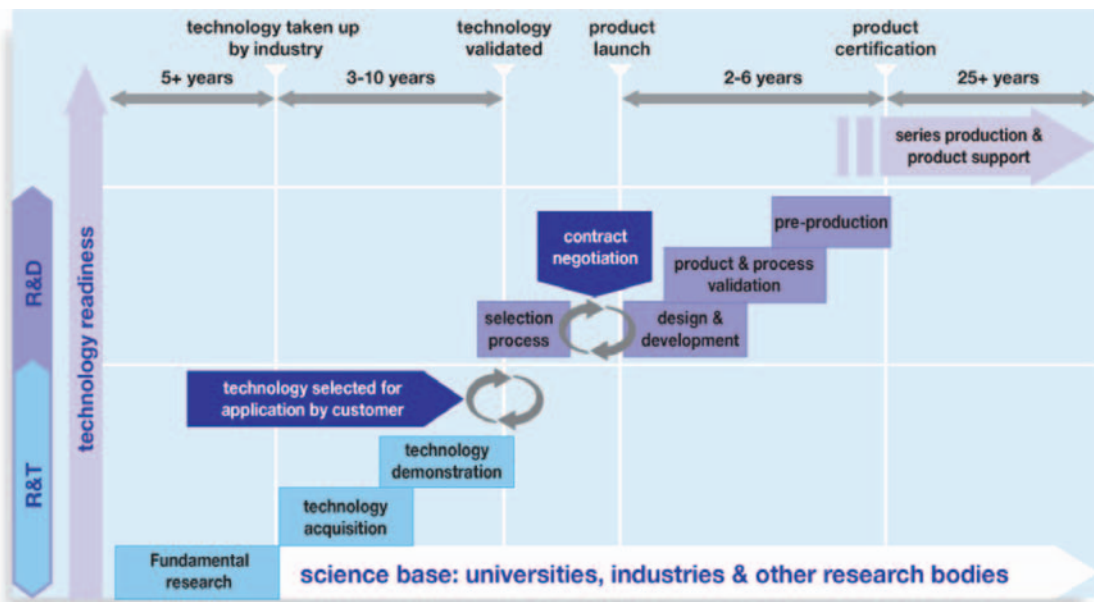 technology taken up
by industry
technology
validated
product
launch
product
certification
5+ years
3-10 years
2-6 years
25+ years
series production &
product support
R&D
technology readiness
pre-production
contract
negotiation
product & process
validation
selection
process
design &
development
technology selected for
application by customer
technology
demonstration
R&T
technology
acquisition
Fundamental
research
science base: universities, industries & other research bodies